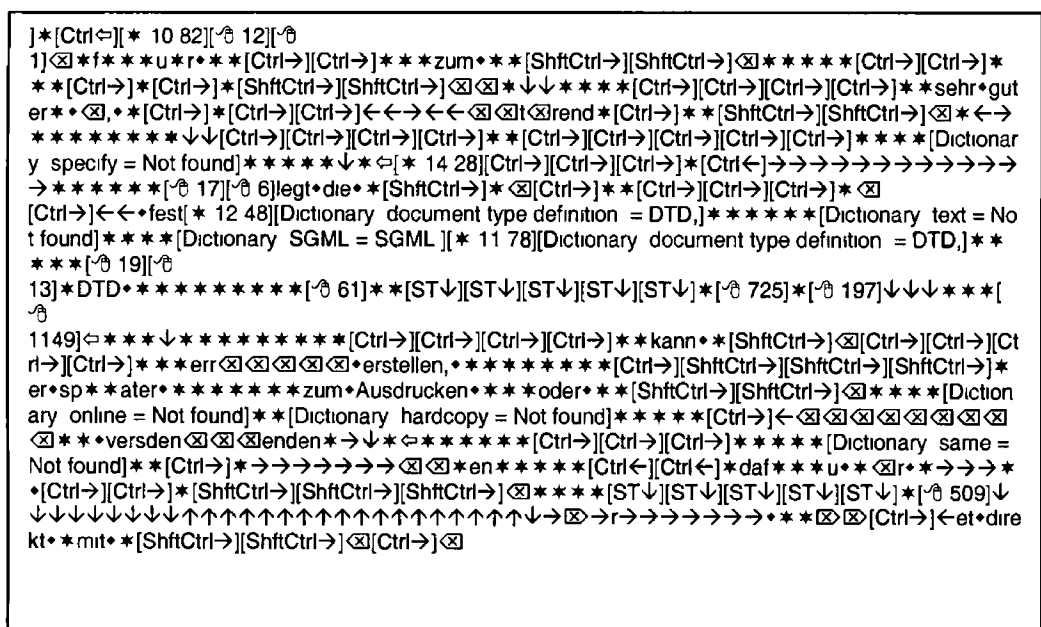 ]∗[Ctrl⇦][∗ 10 82][🖰 12][🖰
1]⌫∗f∗∗∗u∗r•∗∗[Ctrl→][Ctrl→]∗∗∗zum•∗∗[ShftCtrl→][ShftCtrl→]⌫∗∗∗∗∗[Ctrl→][Ctrl→]∗
∗∗[Ctrl→]∗[Ctrl→]∗[ShftCtrl→][ShftCtrl→]⌫⌫∗↓↓∗∗∗∗[Ctrl→][Ctrl→][Ctrl→][Ctrl→]∗∗sehr•gut
er∗•⌫,•∗[Ctrl→]∗[Ctrl→][Ctrl→]←←→←←⌫⌫t⌫rend∗[Ctrl→]∗∗[ShftCtrl→][ShftCtrl→]⌫∗←→
∗∗∗∗∗∗∗∗↓↓[Ctrl→][Ctrl→][Ctrl→][Ctrl→]∗∗[Ctrl→][Ctrl→][Ctrl→][Ctrl→]∗∗∗∗[Dictionar
y specify = Not found]∗∗∗∗∗↓∗⇦[∗ 14 28][Ctrl→][Ctrl→][Ctrl→]∗[Ctrl←]→→→→→→→→→→→→→
→∗∗∗∗∗∗[🖰 17][🖰 6]legt•die•∗[ShftCtrl→]∗⌫[Ctrl→]∗∗[Ctrl→][Ctrl→][Ctrl→]∗⌫
[Ctrl→]←←•fest[∗ 12 48][Dictionary document type definition = DTD,]∗∗∗∗∗∗[Dictionary text = No
t found]∗∗∗∗[Dictionary SGML = SGML ][∗ 11 78][Dictionary document type definition = DTD,]∗∗
∗∗∗[🖰 19][🖰
13]∗DTD•∗∗∗∗∗∗∗∗∗[🖰 61]∗∗[ST↓][ST↓][ST↓][ST↓][ST↓]∗[🖰 725]∗[🖰 197]↓↓↓∗∗∗[
🖰
1149]⇦∗∗∗↓∗∗∗∗∗∗∗∗∗[Ctrl→][Ctrl→][Ctrl→][Ctrl→]∗∗kann•∗[ShftCtrl→]⌫[Ctrl→][Ctrl→][Ct
rl→][Ctrl→]∗∗∗err⌫⌫⌫⌫⌫•erstellen,•∗∗∗∗∗∗∗∗[Ctrl→][ShftCtrl→][ShftCtrl→][ShftCtrl→]∗
er•sp∗∗ater•∗∗∗∗∗∗∗zum•Ausdrucken•∗∗∗oder•∗∗[ShftCtrl→][ShftCtrl→]⌫∗∗∗∗[Diction
ary online = Not found]∗∗[Dictionary hardcopy = Not found]∗∗∗∗∗[Ctrl→]←⌫⌫⌫⌫⌫⌫⌫⌫
⌫∗∗•versden⌫⌫⌫enden∗→↓∗⇦∗∗∗∗∗∗[Ctrl→][Ctrl→][Ctrl→]∗∗∗∗∗[Dictionary same =
Not found]∗∗[Ctrl→]∗→→→→→→→⌫⌫∗en∗∗∗∗∗[Ctrl←][Ctrl←]∗daf∗∗∗u•∗⌫r•∗→→→∗
•[Ctrl→][Ctrl→]∗[ShftCtrl→][ShftCtrl→][ShftCtrl→]⌫∗∗∗∗[ST↓][ST↓][ST↓][ST↓][ST↓]∗[🖰 509]↓
↓↓↓↓↓↓↓↓↑↑↑↑↑↑↑↑↑↑↑↑↑↑↑↑↑↑↓→⌦→r→→→→→→→•∗∗⌦⌦[Ctrl→]←et•dire
kt•∗mit•∗[ShftCtrl→][ShftCtrl→]⌫[Ctrl→]⌫